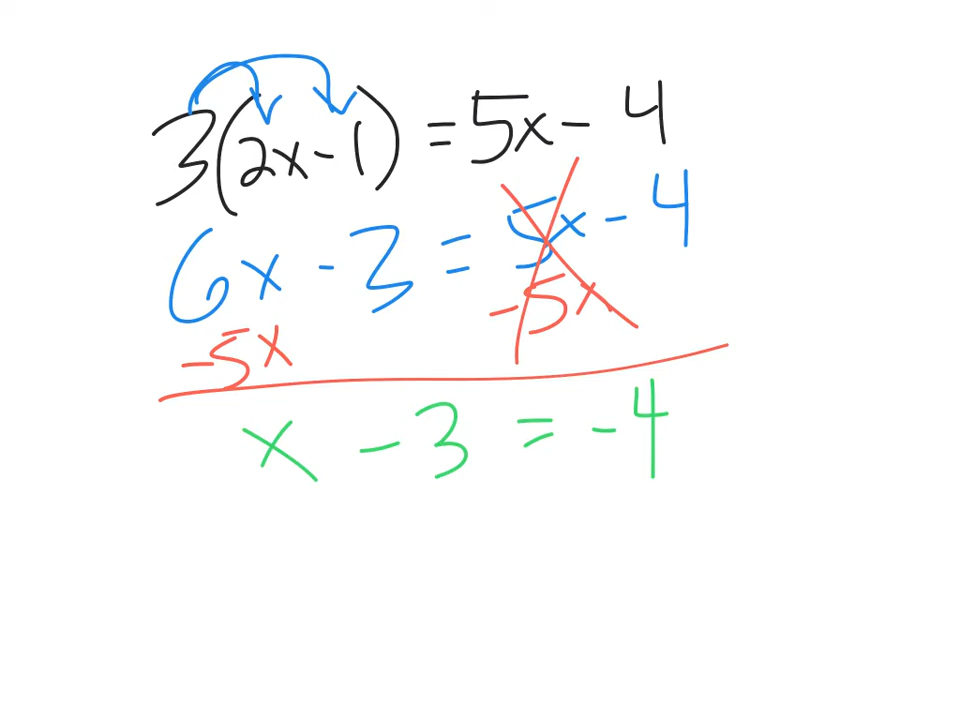 3(2x-1) = 5x - 4
6x - 3 = 5x - 4
-5x -5x
x - 3 = -4